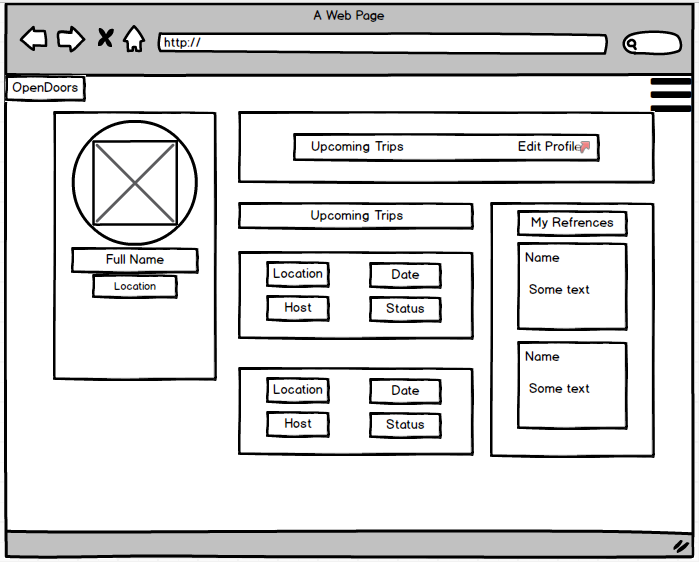 A Web Page
http://
OpenDoors
Full Name
Location
Upcoming Trips Edit Profile
Upcoming Trips
Location Date
Host Status
Location Date
Host Status
My Refrences
Name
Some text
Name
Some text